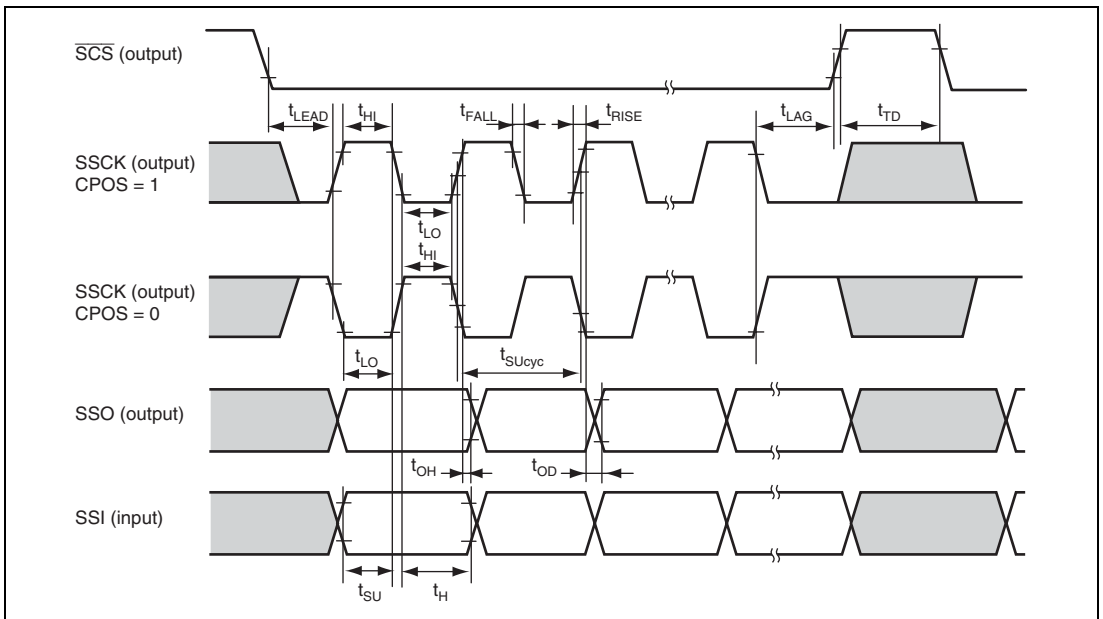 SCS (output)
tLEAD tHI tFALL tRISE tLAG tTD
SSCK (output)
CPOS = 1
tLO
tHI
SSCK (output)
CPOS = 0
tLO tSUcyc
SSO (output)
tOH tOD
SSI (input)
tSU tH